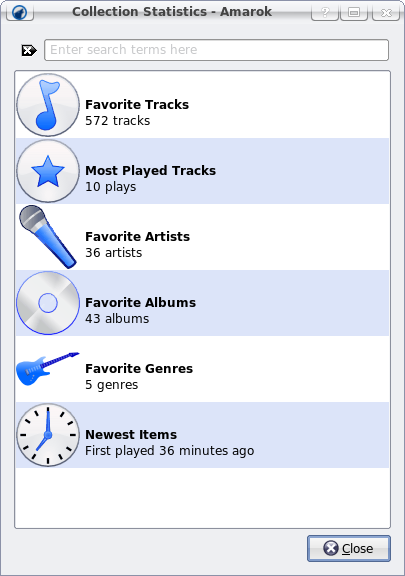 Collection Statistics - Amarok
Enter search terms here
Favorite Tracks
572 tracks
Most Played Tracks
10 plays
Favorite Artists
36 artists
Favorite Albums
43 albums
Favorite Genres
5 genres
Newest Items
First played 36 minutes ago
Close